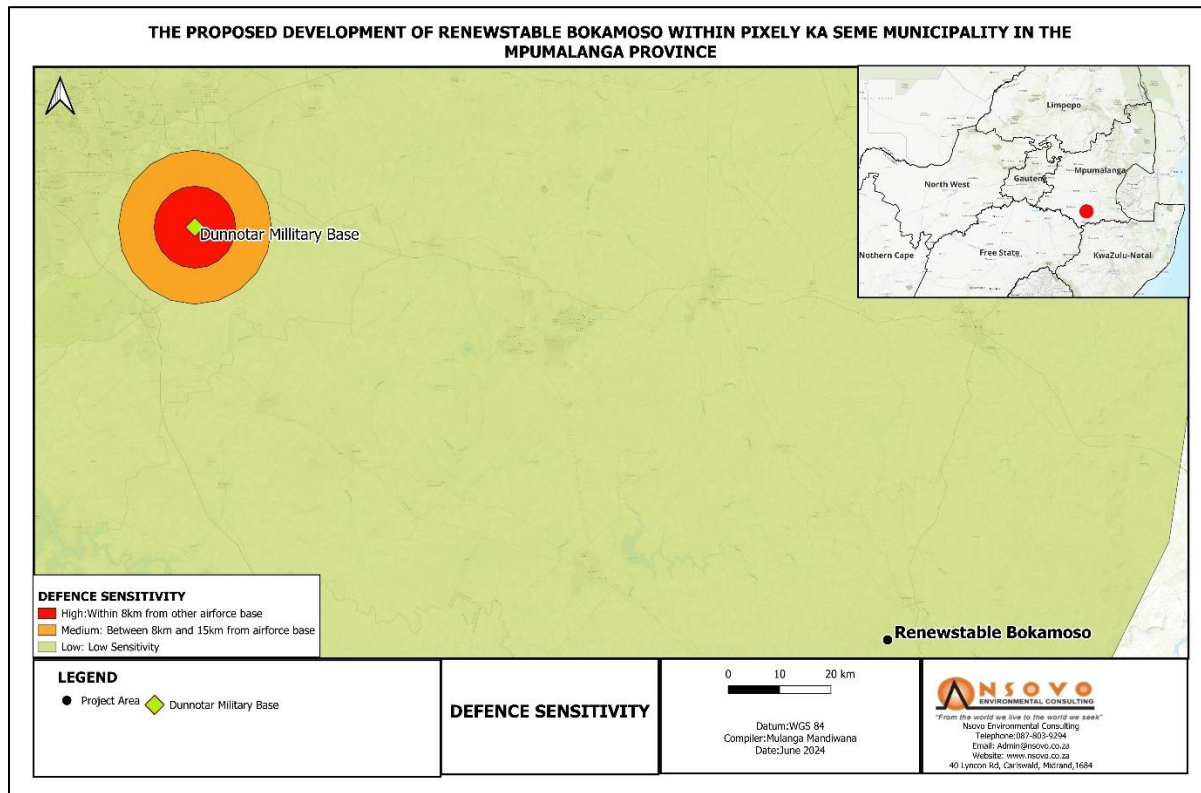 THE PROPOSED DEVELOPMENT OF RENEWSTABLE BOKAMOSO WITHIN PIXELY KA SEME MUNICIPALITY IN THE
MPUMALANGA PROVINCE
Limpopo
Mpumalanga
Gauteng
North West
Free State
KwaZulu-Natal
Nothern Cape
Dunnotar Millitary Base
Renewstable Bokamoso
DEFENCE SENSITIVITY
High:Within 8km from other airforce base
Medium: Between 8km and 15km from airforce base
Low: Low Sensitivity
LEGEND
Project Area
Dunnotar Military Base
DEFENCE SENSITIVITY
0 10 20 km
Datum:WGS 84
Compiler:Mulanga Mandiwana
Date:June 2024
NSOVO
ENVIRONMENTAL CONSULTING
"From the world we live to the world we seek"
Nsovo Environmental Consulting
Telephone:087-803-9294
Email: Admin@nsovo.co.za
Website: www.nsovo.co.za
40 Lyncon Rd, Carlswald, Midrand,1684